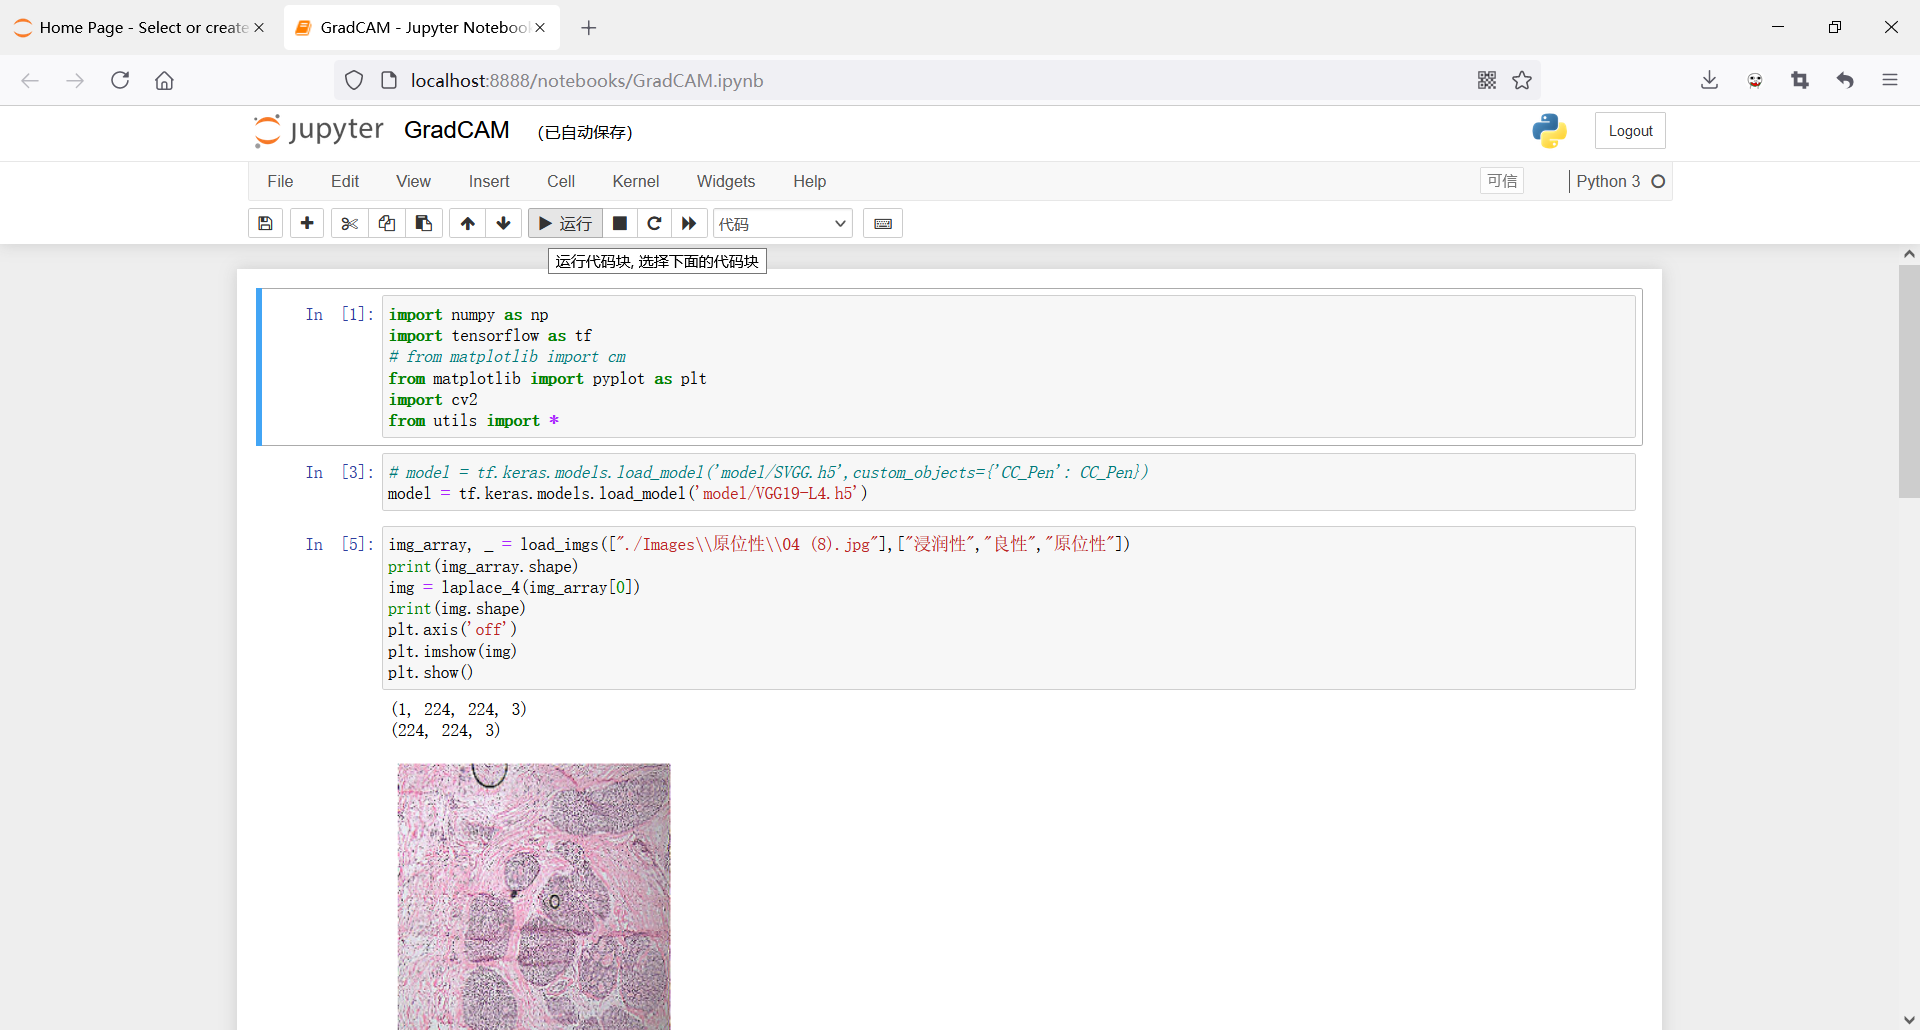 Home Page - Select or create
GradCAM - Jupyter Noteboo
localhost:8888/notebooks/GradCAM.ipynb
jupyter GradCAM (已自动保存)
Logout
File Edit View Insert Cell Kernel Widgets Help
可信
Python 3
运行
代码
运行代码块, 选择下面的代码块
In [1]:
import numpy as np
import tensorflow as tf
# from matplotlib import cm
from matplotlib import pyplot as plt
import cv2
from utils import *
In [3]:
# model = tf.keras.models.load_model('model/SVGG.h5',custom_objects={'CC_Pen': CC_Pen})
model = tf.keras.models.load_model('model/VGG19-L4.h5')
In [5]:
img_array, _ = load_imgs(["./Images\\原位性\\04 (8).jpg"],["浸润性","良性","原位性"])
print(img_array.shape)
img = laplace_4(img_array[0])
print(img.shape)
plt.axis('off')
plt.imshow(img)
plt.show()
(1, 224, 224, 3)
(224, 224, 3)